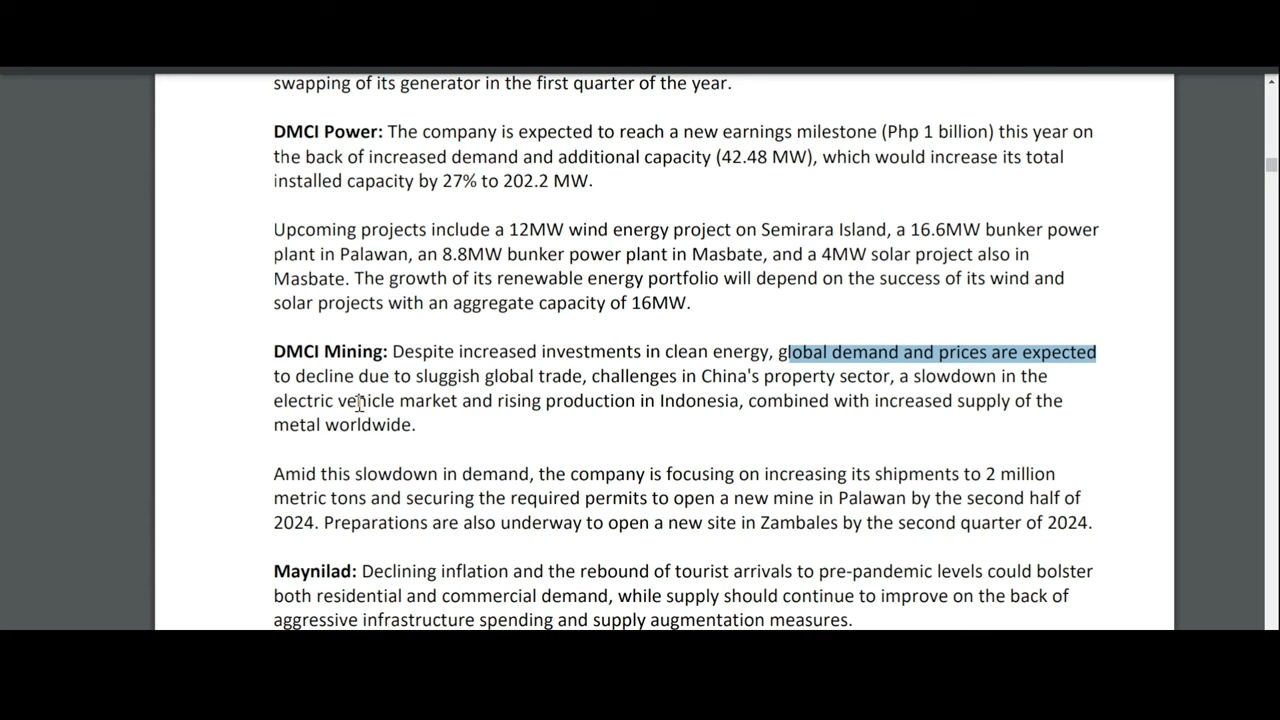 swapping of its generator in the first quarter of the year.
DMCI Power: The company is expected to reach a new earnings milestone (Php 1 billion) this year on
the back of increased demand and additional capacity (42.48 MW), which would increase its total
installed capacity by 27% to 202.2 MW.
Upcoming projects include a 12MW wind energy project on Semirara Island, a 16.6MW bunker power
plant in Palawan, an 8.8MW bunker power plant in Masbate, and a 4MW solar project also in
Masbate. The growth of its renewable energy portfolio will depend on the success of its wind and
solar projects with an aggregate capacity of 16MW.
DMCI Mining: Despite increased investments in clean energy, global demand and prices are expected
to decline due to sluggish global trade, challenges in China's property sector, a slowdown in the
electric vehicle market and rising production in Indonesia, combined with increased supply of the
metal worldwide.
Amid this slowdown in demand, the company is focusing on increasing its shipments to 2 million
metric tons and securing the required permits to open a new mine in Palawan by the second half of
2024. Preparations are also underway to open a new site in Zambales by the second quarter of 2024.
Maynilad: Declining inflation and the rebound of tourist arrivals to pre-pandemic levels could bolster
both residential and commercial demand, while supply should continue to improve on the back of
aggressive infrastructure spending and supply augmentation measures.